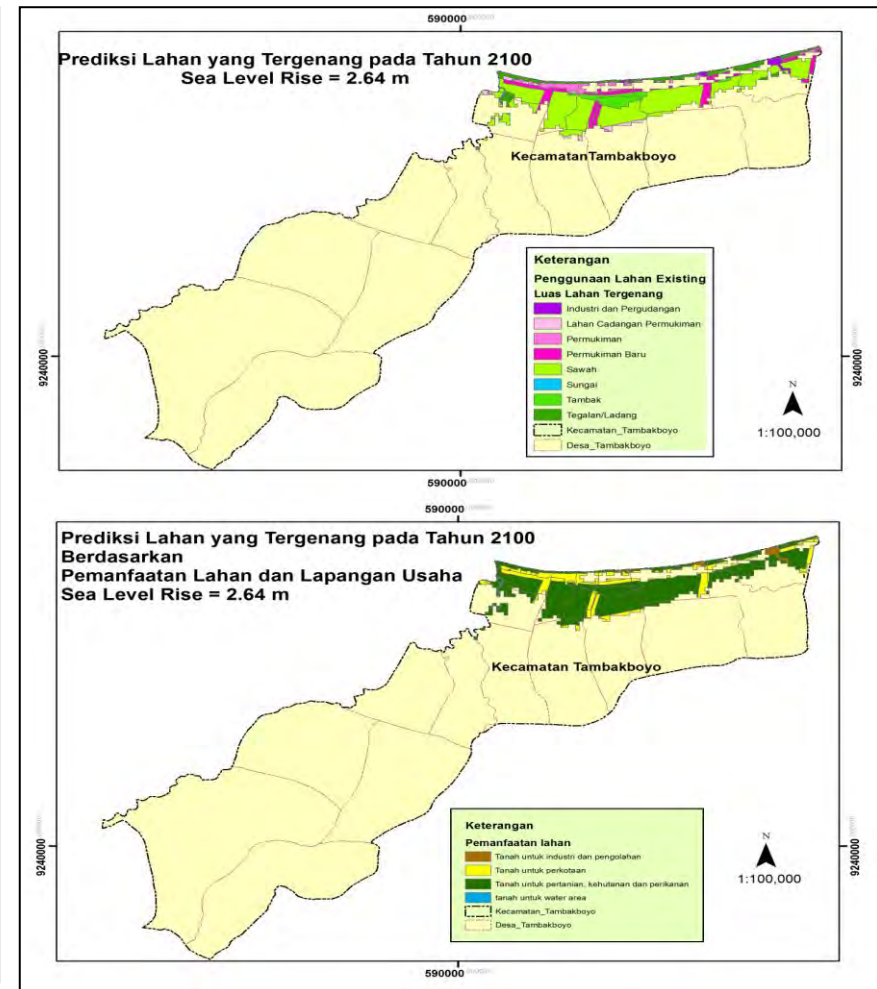 590000
Prediksi Lahan yang Tergenang pada Tahun 2100
Sea Level Rise = 2.64 m
KecamatanTambakboyo
Keterangan
Penggunaan Lahan Existing
Luas Lahan Tergenang
Industri dan Pergudangan
Lahan Cadangan Permukiman
Permukiman
Permukiman Baru
Sawah
Sungai
Tambak
Tegalan/Ladang
Kecamatan_Tambakboyo
Desa_Tambakboyo
9240000
9240000
N
1:100,000
590000
590000
Prediksi Lahan yang Tergenang pada Tahun 2100
Berdasarkan
Pemanfaatan Lahan dan Lapangan Usaha
Sea Level Rise = 2.64 m
Kecamatan Tambakboyo
Keterangan
Pemanfaatan lahan
Tanah untuk industri dan pengolahan
Tanah untuk perkotaan
Tanah untuk pertanian, kehutanan dan perikanan
tanah untuk water area
Kecamatan_Tambakboyo
Desa_Tambakboyo
9240000
9240000
N
1:100,000
590000